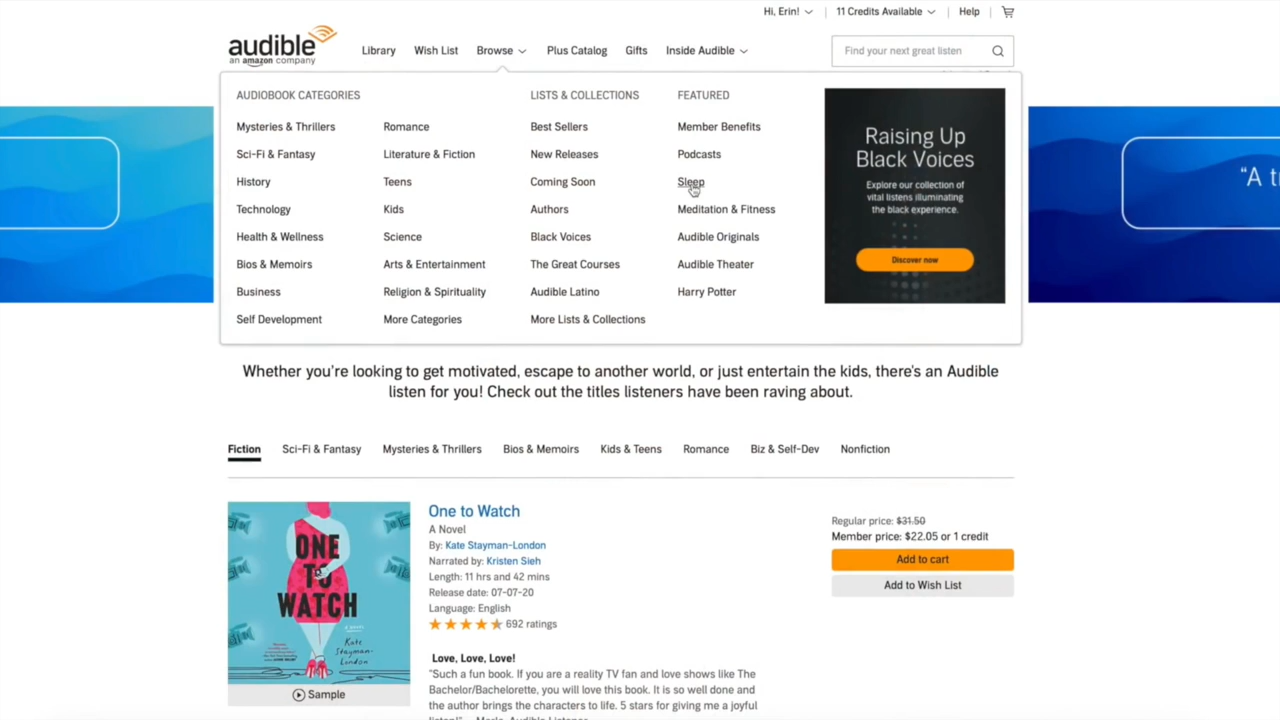 Hi, Erin!
11 Credits Available
Help
audible
an amazon company
Library
Wish List
Browse
Plus Catalog
Gifts
Inside Audible
Find your next great listen
AUDIOBOOK CATEGORIES
Mysteries & Thrillers
Sci-Fi & Fantasy
History
Technology
Health & Wellness
Bios & Memoirs
Business
Self Development
Romance
Literature & Fiction
Teens
Kids
Science
Arts & Entertainment
Religion & Spirituality
More Categories
LISTS & COLLECTIONS
Best Sellers
New Releases
Coming Soon
Authors
Black Voices
The Great Courses
Audible Latino
More Lists & Collections
FEATURED
Member Benefits
Podcasts
Sleep
Meditation & Fitness
Audible Originals
Audible Theater
Harry Potter
Raising Up
Black Voices
Explore our collection of
vital listens illuminating
the black experience.
Discover now
“A t
Whether you're looking to get motivated, escape to another world, or just entertain the kids, there's an Audible
listen for you! Check out the titles listeners have been raving about.
Fiction
Sci-Fi & Fantasy
Mysteries & Thrillers
Bios & Memoirs
Kids & Teens
Romance
Biz & Self-Dev
Nonfiction
ONE
TO
WATCH
Kate
Stayman-
London
Sample
One to Watch
A Novel
By: Kate Stayman-London
Narrated by: Kristen Sieh
Length: 11 hrs and 42 mins
Release date: 07-07-20
Language: English
692 ratings
Love, Love, Love!
"Such a fun book. If you are a reality TV fan and love shows like The
Bachelor/Bachelorette, you will love this book. It is so well done and
the author brings the characters to life. 5 stars for giving me a joyful
Regular price: $31.50
Member price: $22.05 or 1 credit
Add to cart
Add to Wish List